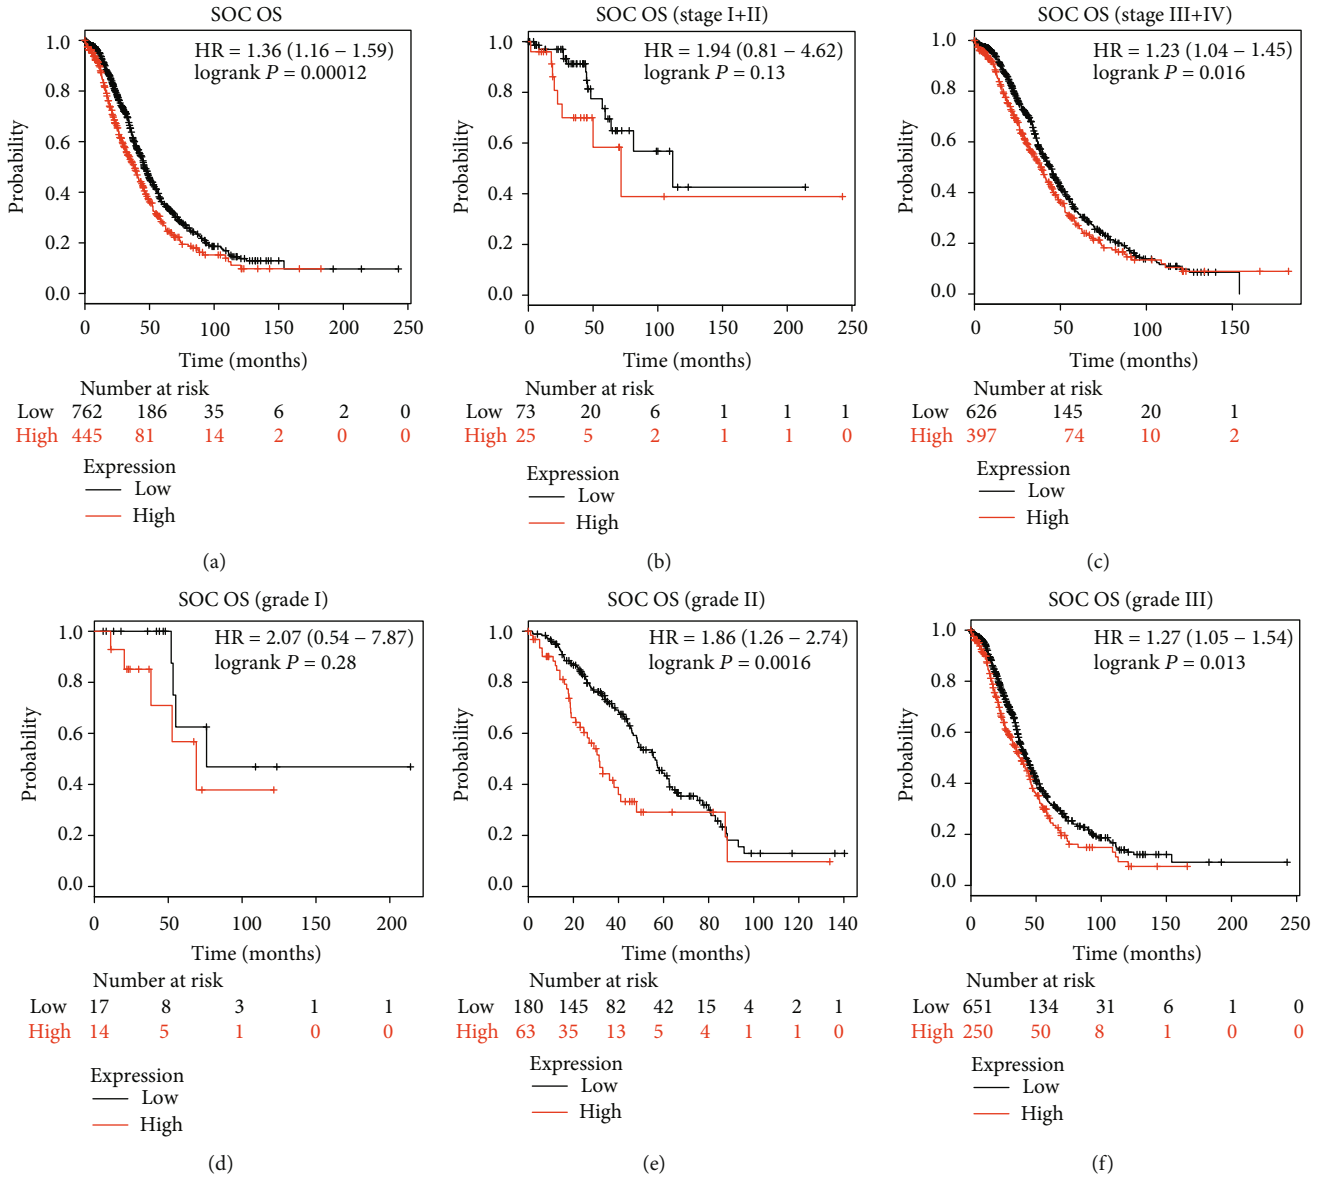 SOC OS
HR = 1.36 (1.16 − 1.59)
logrank P = 0.00012
Probability
1.0
0.8
0.6
0.4
0.2
0.0
0 50 100 150 200 250
Time (months)
Number at risk
Low 762 186 35 6 2 0
High 445 81 14 2 0 0
Expression
Low
High
(a)
SOC OS (stage I+II)
HR = 1.94 (0.81 − 4.62)
logrank P = 0.13
Probability
1.0
0.8
0.6
0.4
0.2
0.0
0 50 100 150 200 250
Time (months)
Number at risk
Low 73 20 6 1 1 1
High 25 5 2 1 1 0
Expression
Low
High
(b)
SOC OS (stage III+IV)
HR = 1.23 (1.04 − 1.45)
logrank P = 0.016
Probability
1.0
0.8
0.6
0.4
0.2
0.0
0 50 100 150
Time (months)
Number at risk
Low 626 145 20 1
High 397 74 10 2
Expression
Low
High
(c)
SOC OS (grade I)
HR = 2.07 (0.54 − 7.87)
logrank P = 0.28
Probability
1.0
0.8
0.6
0.4
0.2
0.0
0 50 100 150 200
Time (months)
Number at risk
Low 17 8 3 1 1
High 14 5 1 0 0
Expression
Low
High
(d)
SOC OS (grade II)
HR = 1.86 (1.26 − 2.74)
logrank P = 0.0016
Probability
1.0
0.8
0.6
0.4
0.2
0.0
0 20 40 60 80 100 120 140
Time (months)
Number at risk
Low 180 145 82 42 15 4 2 1
High 63 35 13 5 4 1 1 0
Expression
Low
High
(e)
SOC OS (grade III)
HR = 1.27 (1.05 − 1.54)
logrank P = 0.013
Probability
1.0
0.8
0.6
0.4
0.2
0.0
0 50 100 150 200 250
Time (months)
Number at risk
Low 651 134 31 6 1 0
High 250 50 8 1 0 0
Expression
Low
High
(f)